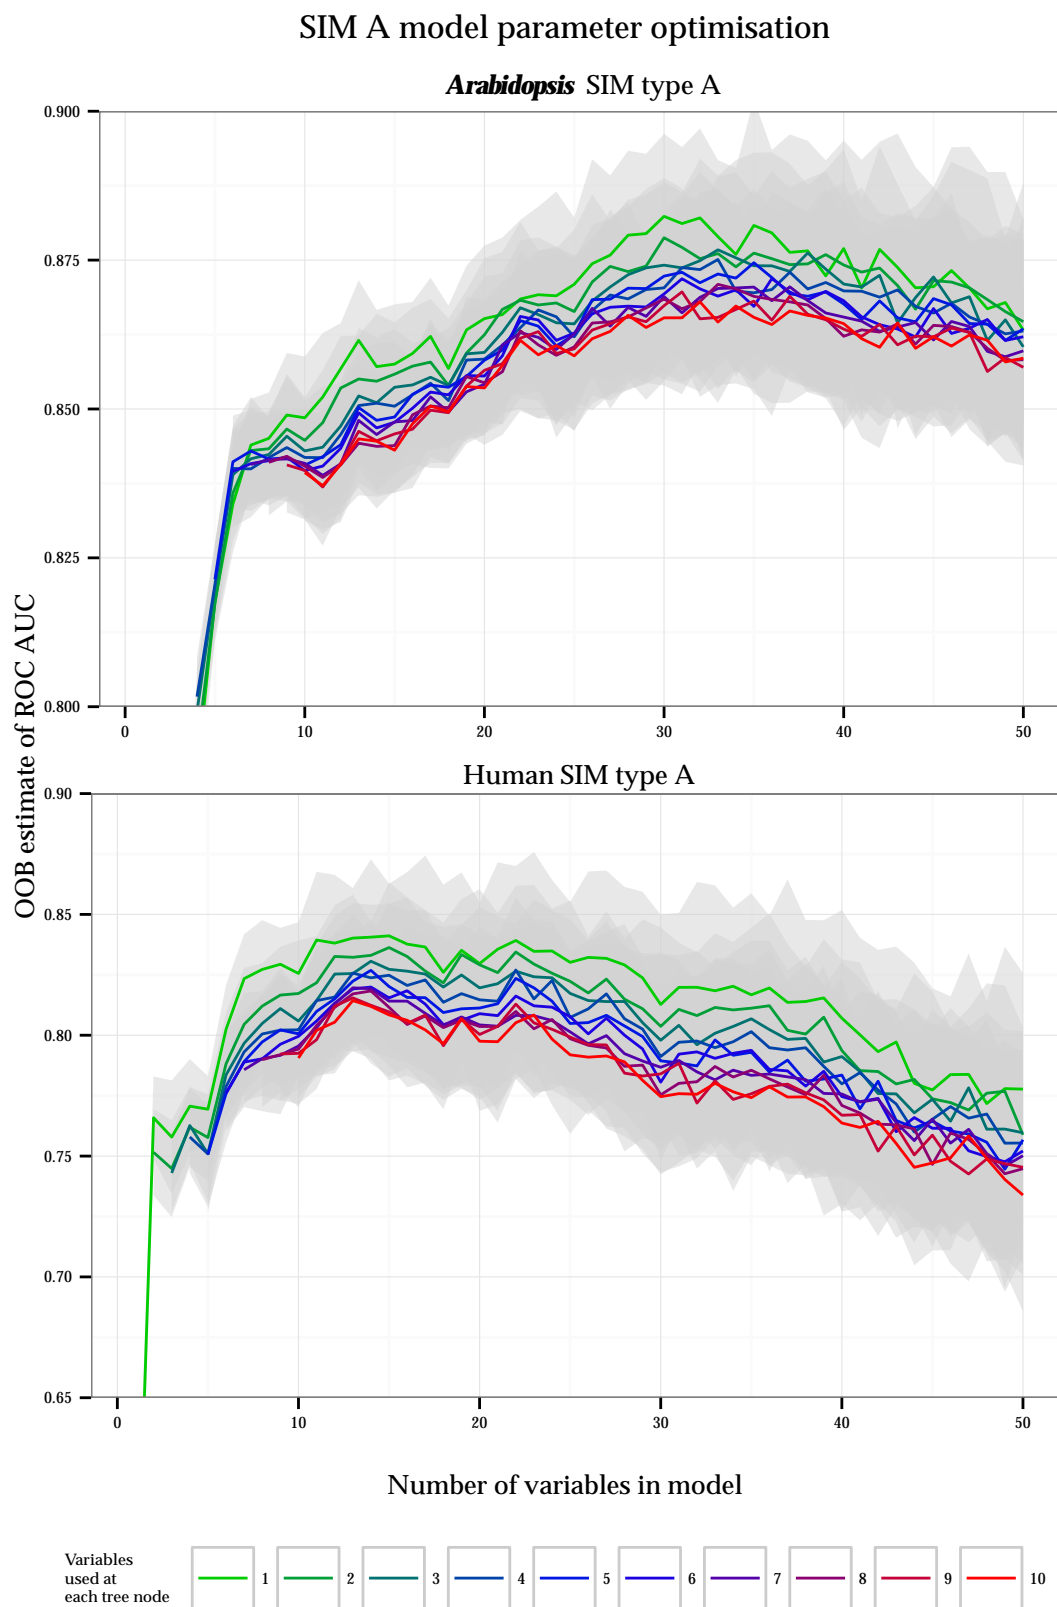 SIM A model parameter optimisation
Arabidopsis SIM type A
0.900
0.875
0.850
0.825
0.800
0 10 20 30 40 50
OOB estimate of ROC AUC
Human SIM type A
0.90
0.85
0.80
0.75
0.70
0.65
0 10 20 30 40 50
Number of variables in model
Variables
used at
each tree node
1 2 3 4 5 6 7 8 9 10